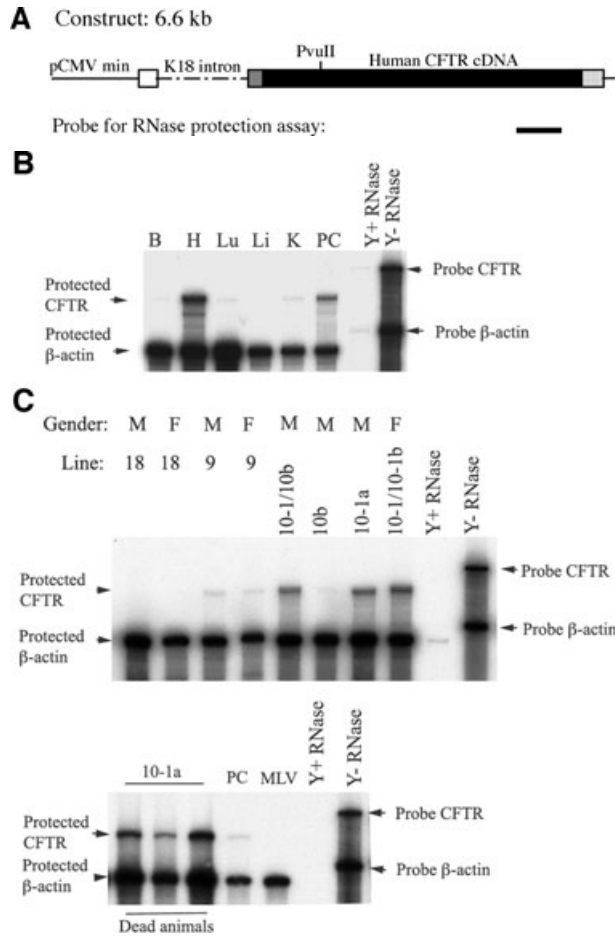 A Construct: 6.6 kb
PvuII
pCMV min K18 intron Human CFTR cDNA
Probe for RNase protection assay:
B
B H Lu Li K PC Y+ RNase Y- RNase
Protected
CFTR
Probe CFTR
Protected
β-actin
Probe β-actin
C
Gender: M F M F M M M F
Line: 18 18 9 9 10-1/10b 10b 10-1a 10-1/10-1b Y+ RNase Y- RNase
Protected
CFTR
Probe CFTR
Protected
β-actin
Probe β-actin
10-1a PC MLV Y+ RNase Y- RNase
Protected
CFTR
Probe CFTR
Protected
β-actin
Probe β-actin
Dead animals